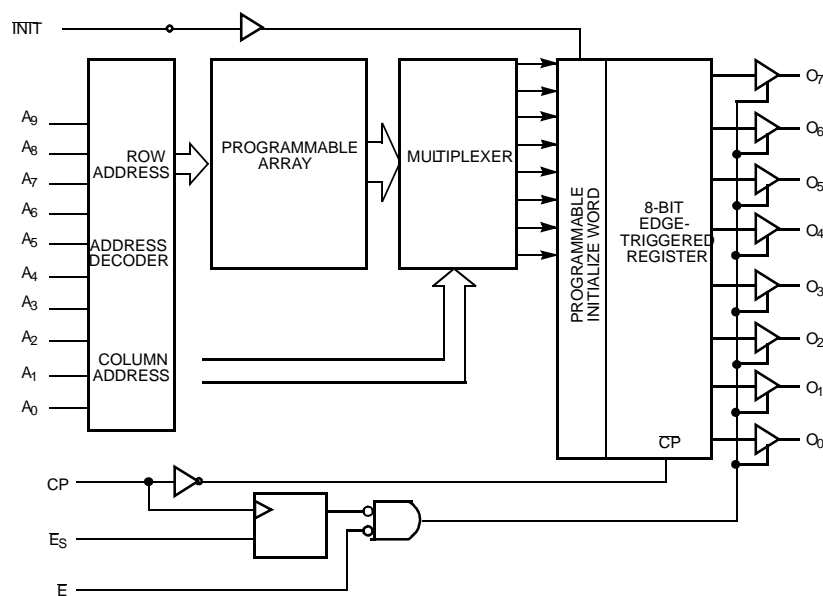 INIT
A9
A8
A7
A6
A5
A4
A3
A2
A1
A0
ROW
ADDRESS
ADDRESS
DECODER
COLUMN
ADDRESS
PROGRAMMABLE
ARRAY
MULTIPLEXER
PROGRAMMABLE
INITIALIZE WORD
8-BIT
EDGE-
TRIGGERED
REGISTER
CP
O7
O6
O5
O4
O3
O2
O1
O0
CP
ES
E